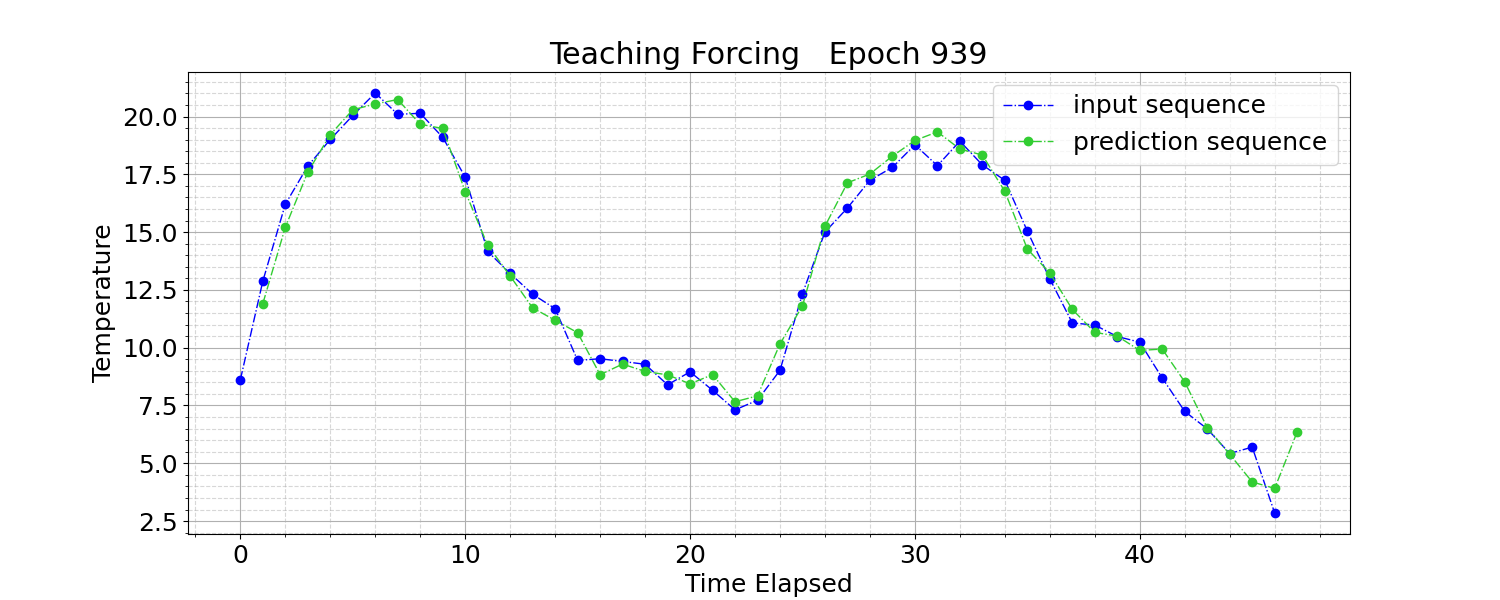 Teaching Forcing   Epoch 939
input sequence
prediction sequence
Temperature
20.0
17.5
15.0
12.5
10.0
7.5
5.0
2.5
0 10 20 30 40
Time Elapsed